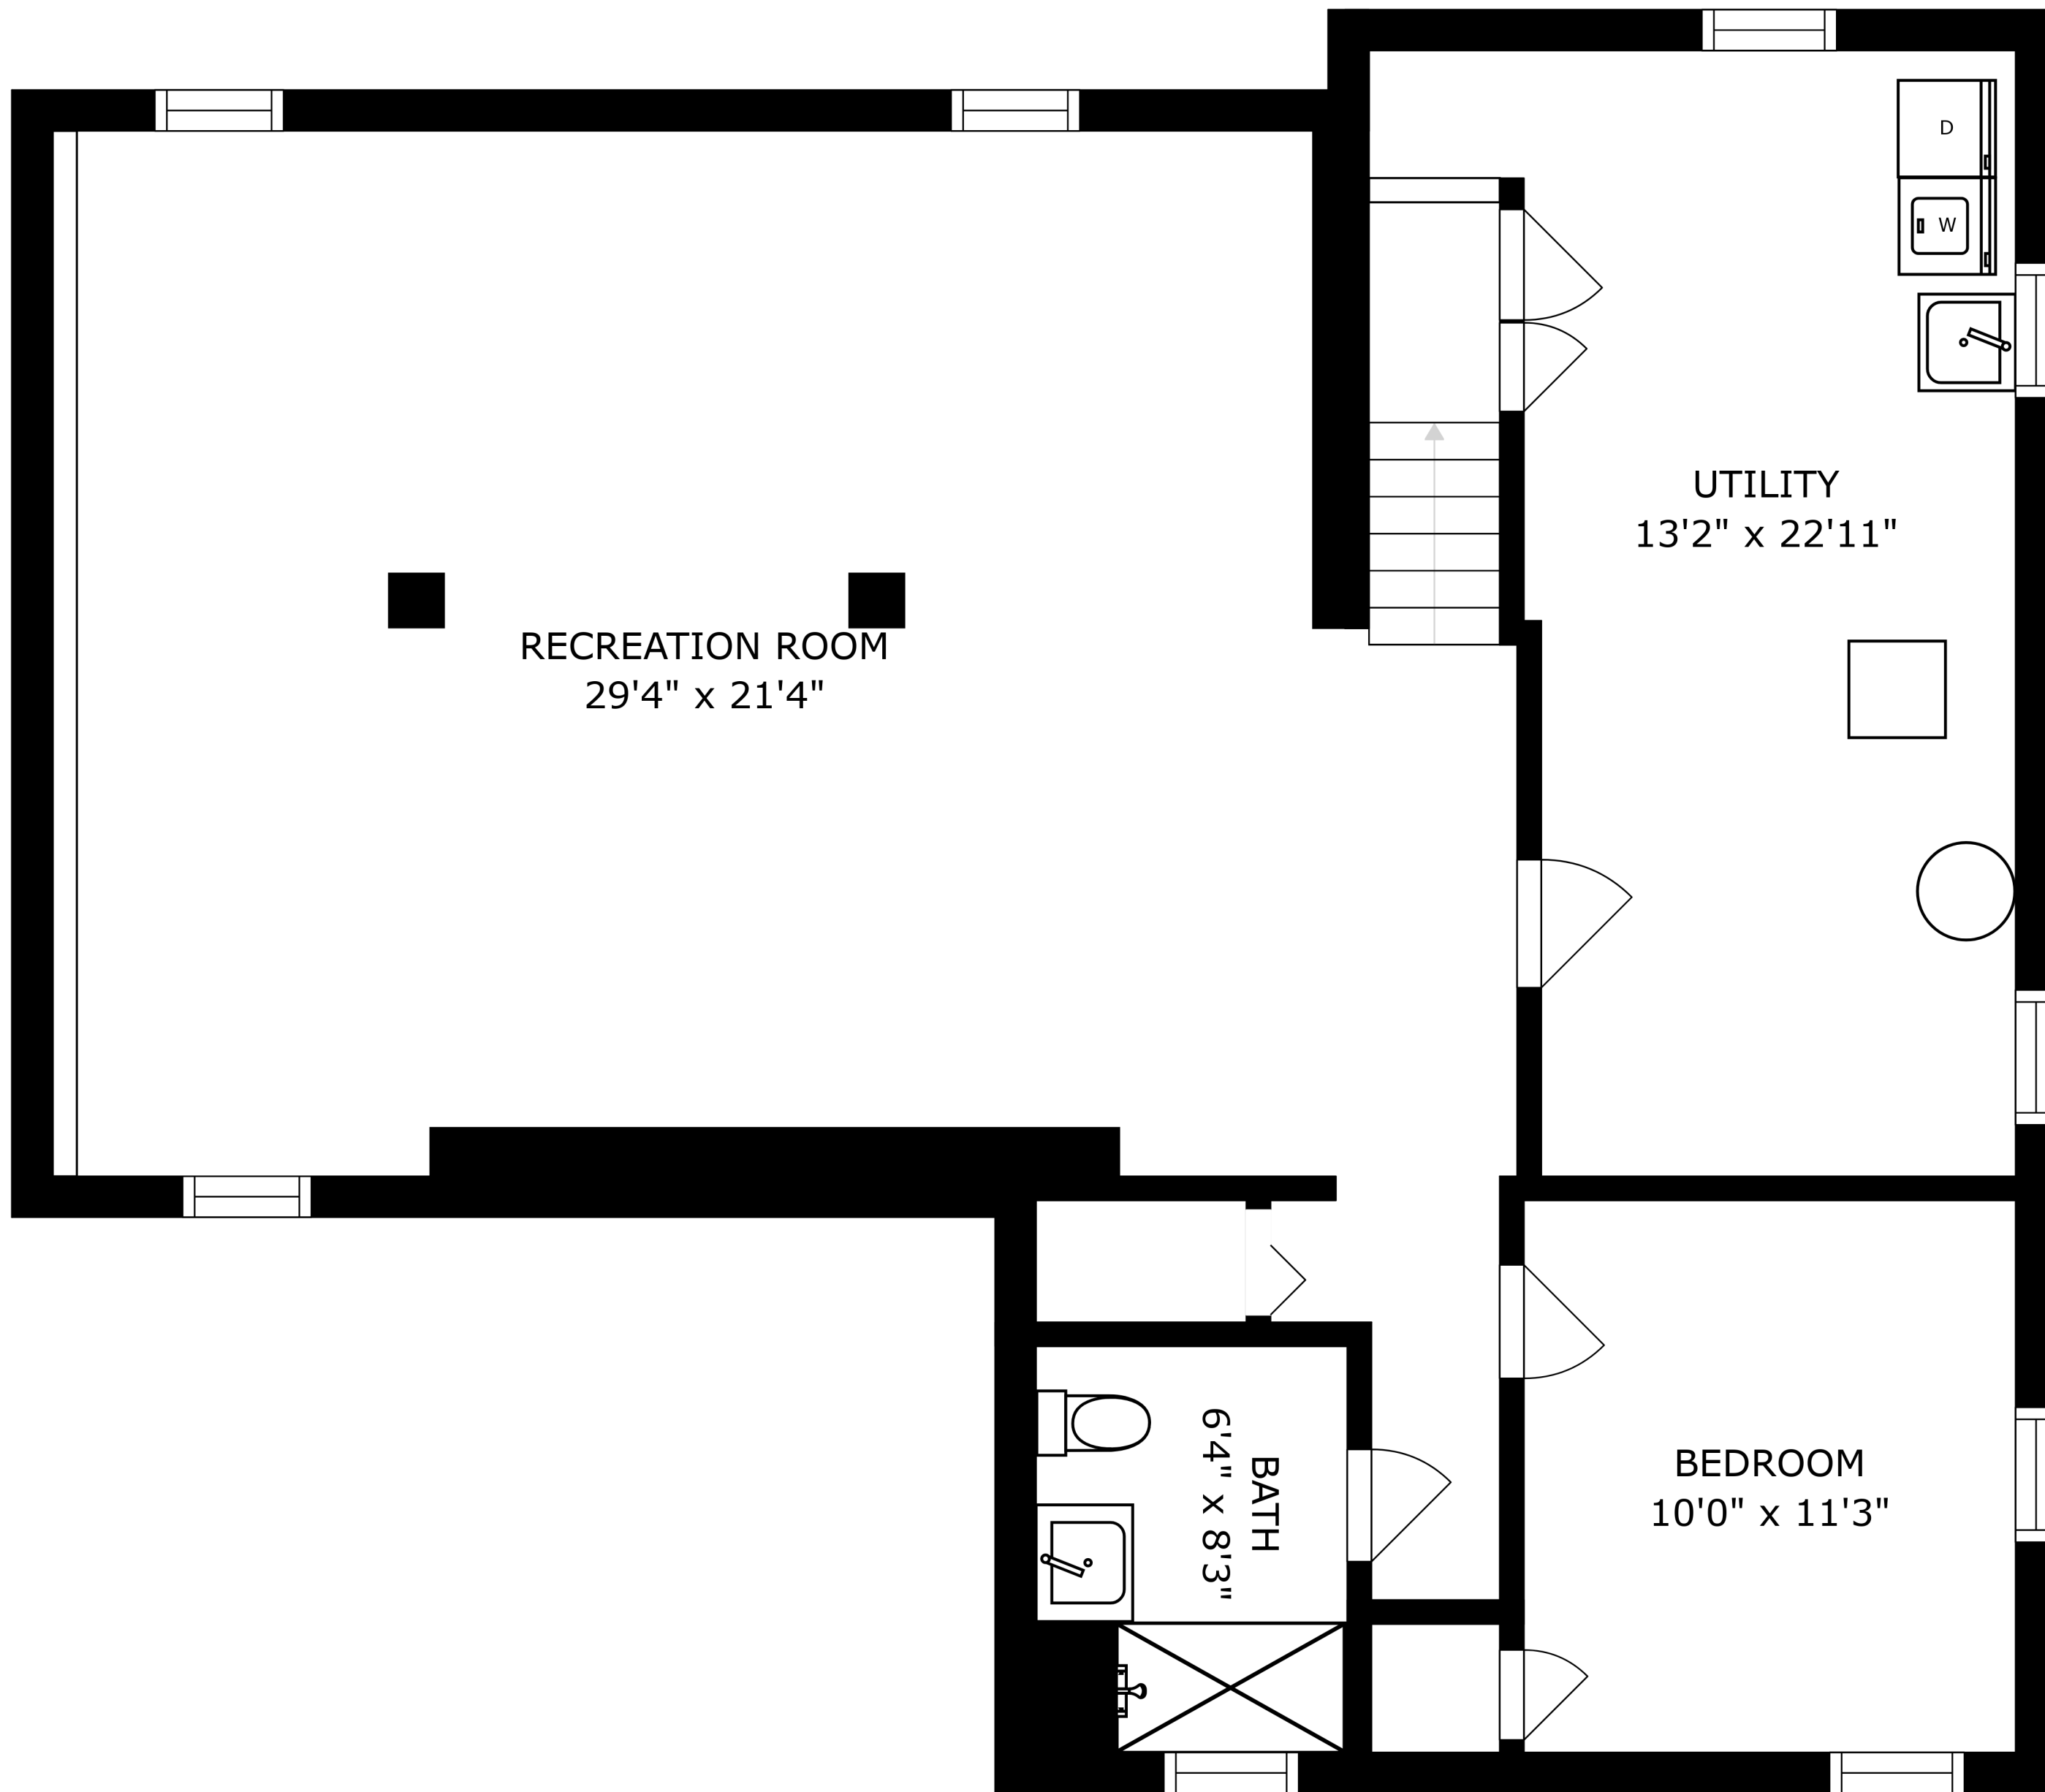 D
W
UTILITY
13'2" x 22'11"
RECREATION ROOM
29'4" x 21'4"
BATH
6'4" x 8'3"
BEDROOM
10'0" x 11'3"